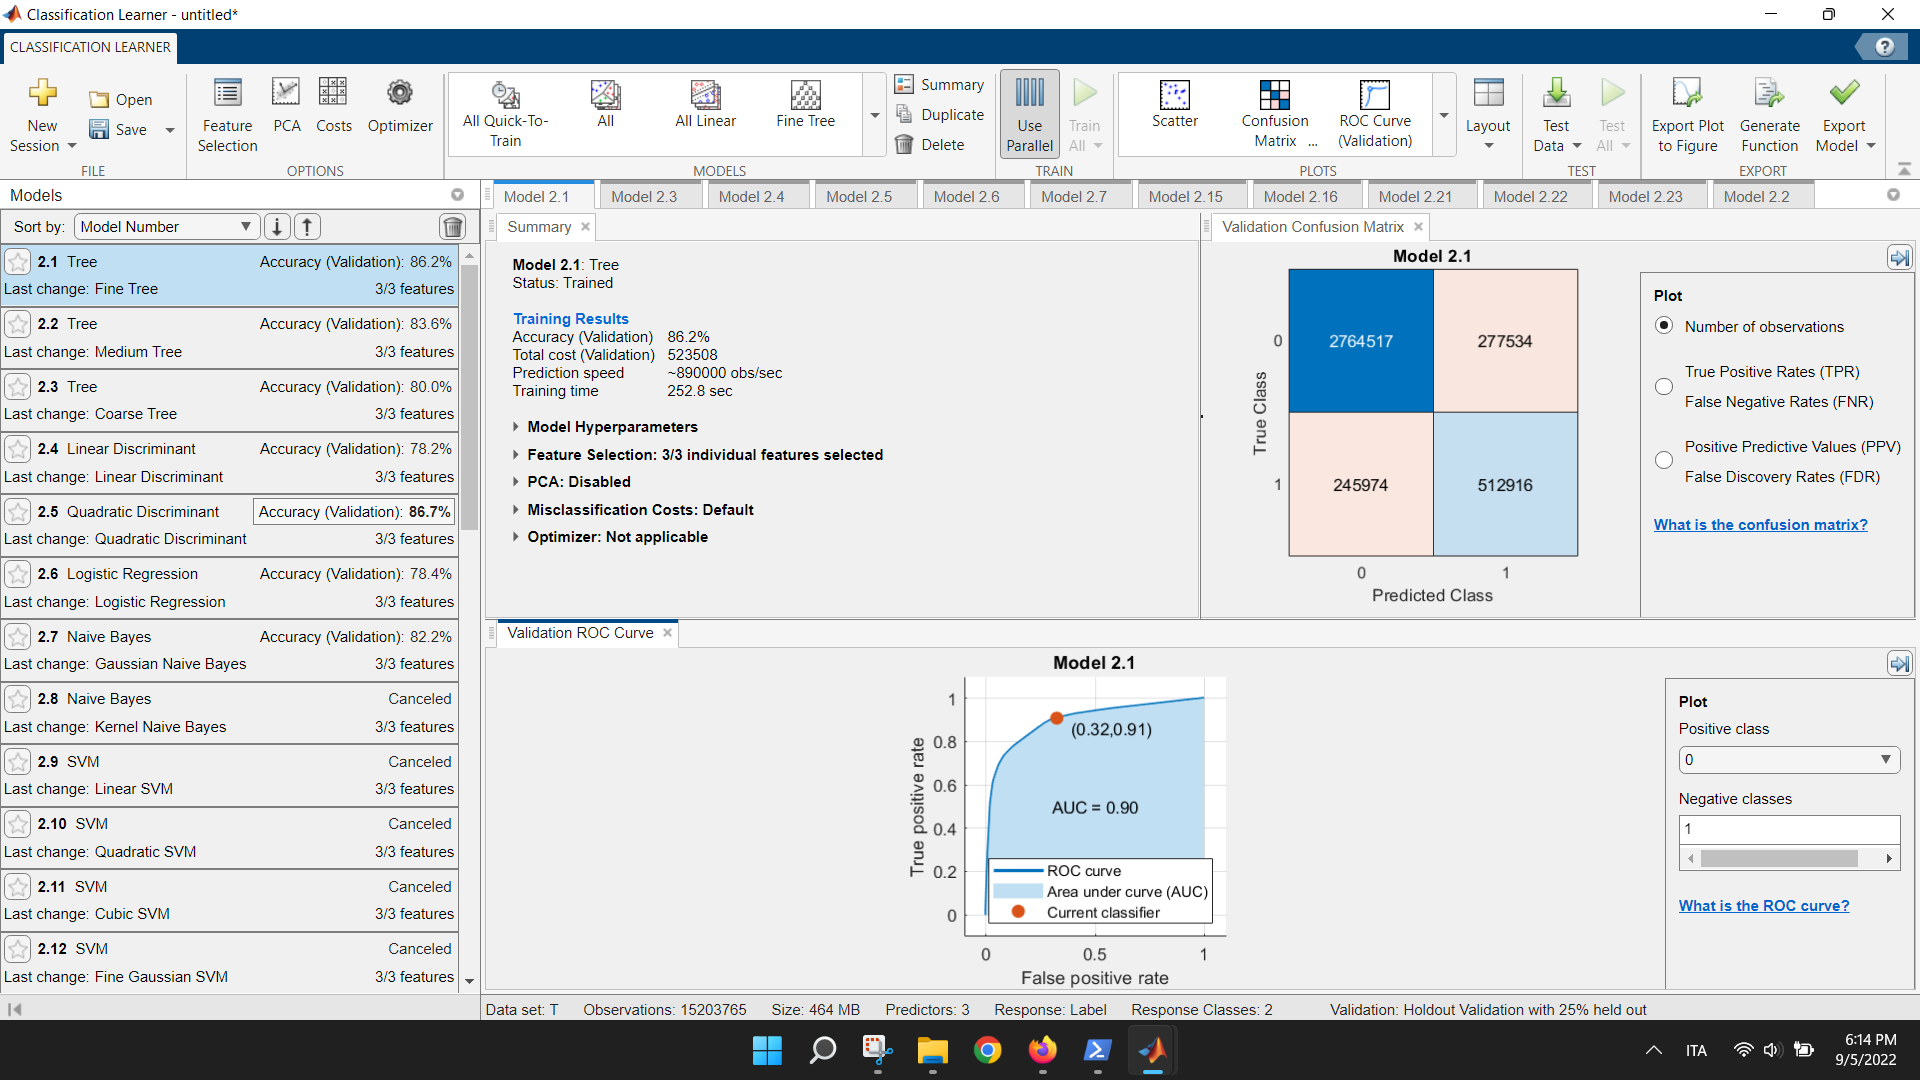 Classification Learner - untitled*
CLASSIFICATION LEARNER
?
New Session
Open
Save
FILE
Feature Selection
PCA
Costs
Optimizer
OPTIONS
All Quick-To-Train
All
All Linear
Fine Tree
Summary
Duplicate
Delete
MODELS
Use Parallel
Train All
TRAIN
Scatter
Confusion Matrix ...
ROC Curve (Validation)
PLOTS
Layout
Test Data
Test All
TEST
Export Plot to Figure
Generate Function
Export Model
EXPORT
Models
Sort by: Model Number
2.1 Tree Accuracy (Validation): 86.2%
Last change: Fine Tree 3/3 features
2.2 Tree Accuracy (Validation): 83.6%
Last change: Medium Tree 3/3 features
2.3 Tree Accuracy (Validation): 80.0%
Last change: Coarse Tree 3/3 features
2.4 Linear Discriminant Accuracy (Validation): 78.2%
Last change: Linear Discriminant 3/3 features
2.5 Quadratic Discriminant Accuracy (Validation): 86.7%
Last change: Quadratic Discriminant 3/3 features
2.6 Logistic Regression Accuracy (Validation): 78.4%
Last change: Logistic Regression 3/3 features
2.7 Naive Bayes Accuracy (Validation): 82.2%
Last change: Gaussian Naive Bayes 3/3 features
2.8 Naive Bayes Canceled
Last change: Kernel Naive Bayes 3/3 features
2.9 SVM Canceled
Last change: Linear SVM 3/3 features
2.10 SVM Canceled
Last change: Quadratic SVM 3/3 features
2.11 SVM Canceled
Last change: Cubic SVM 3/3 features
2.12 SVM Canceled
Last change: Fine Gaussian SVM 3/3 features
Model 2.1 Model 2.3 Model 2.4 Model 2.5 Model 2.6 Model 2.7 Model 2.15 Model 2.16 Model 2.21 Model 2.22 Model 2.23 Model 2.2
Summary
Model 2.1: Tree
Status: Trained
Training Results
Accuracy (Validation) 86.2%
Total cost (Validation) 523508
Prediction speed ~890000 obs/sec
Training time 252.8 sec
Model Hyperparameters
Feature Selection: 3/3 individual features selected
PCA: Disabled
Misclassification Costs: Default
Optimizer: Not applicable
Validation Confusion Matrix
Model 2.1
0 2764517 277534
1 245974 512916
0 1
True Class
Predicted Class
Plot
Number of observations
True Positive Rates (TPR)
False Negative Rates (FNR)
Positive Predictive Values (PPV)
False Discovery Rates (FDR)
What is the confusion matrix?
Validation ROC Curve
Model 2.1
1
0.8
0.6
0.4
0.2
0
True positive rate
(0.32,0.91)
AUC = 0.90
ROC curve
Area under curve (AUC)
Current classifier
0 0.5 1
False positive rate
Plot
Positive class
0
Negative classes
1
What is the ROC curve?
Data set: T Observations: 15203765 Size: 464 MB Predictors: 3 Response: Label Response Classes: 2 Validation: Holdout Validation with 25% held out
ITA
6:14 PM
9/5/2022